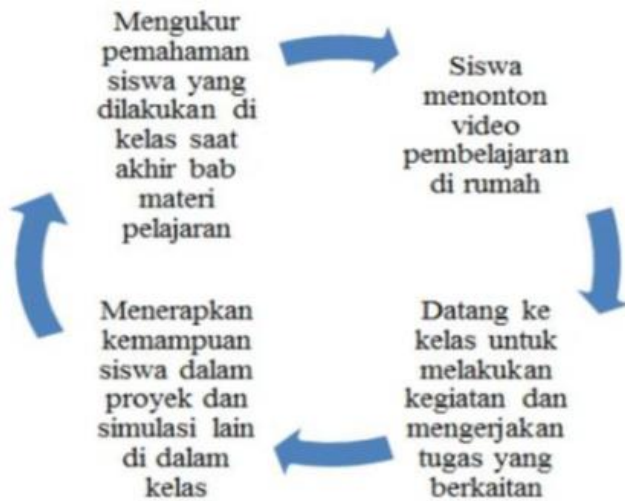 Mengukur
pemahaman
siswa yang
dilakukan di
kelas saat
akhir bab
materi
pelajaran
Siswa
menonton
video
pembelajaran
di rumah
Datang ke
kelas untuk
melakukan
kegiatan dan
mengerjakan
tugas yang
berkaitan
Menerapkan
kemampuan
siswa dalam
proyek dan
simulasi lain
di dalam
kelas